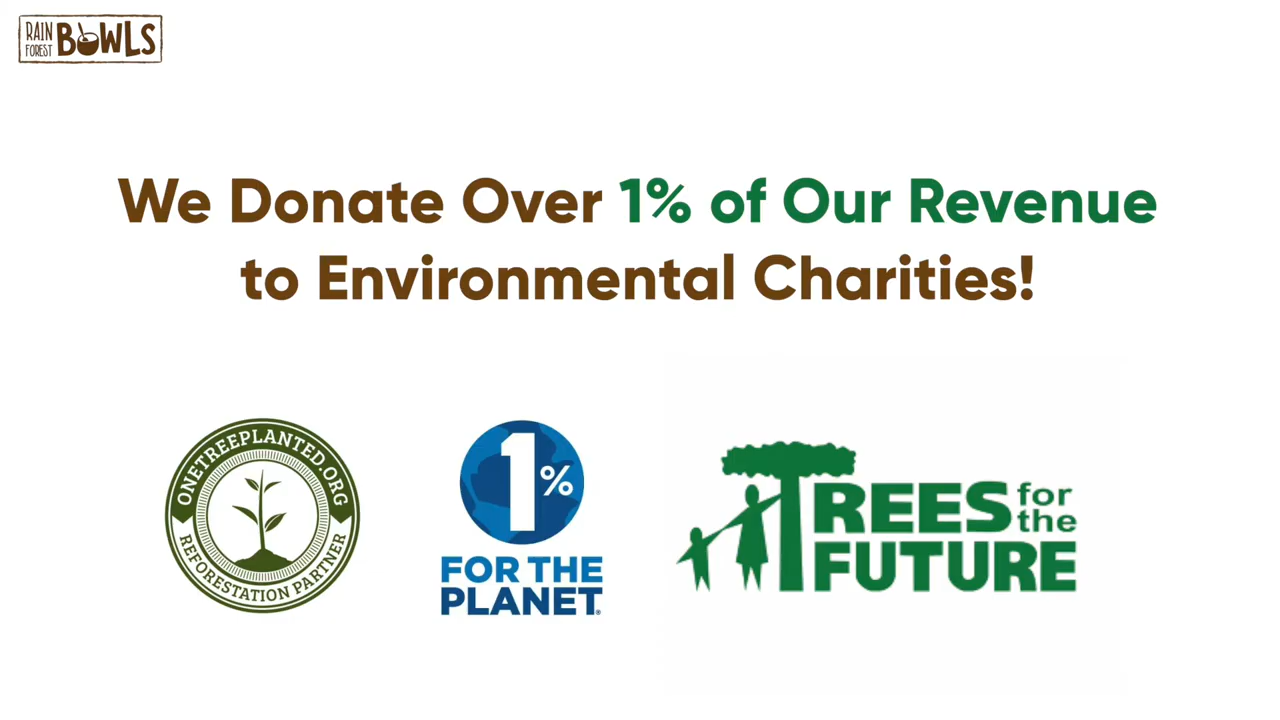 RAIN
FOREST
BOWLS
We Donate Over 1% of Our Revenue
to Environmental Charities!
ONETREEPLANTED.ORG
REFORESTATION PARTNER
1%
FOR THE
PLANET®
TREES for the
FUTURE